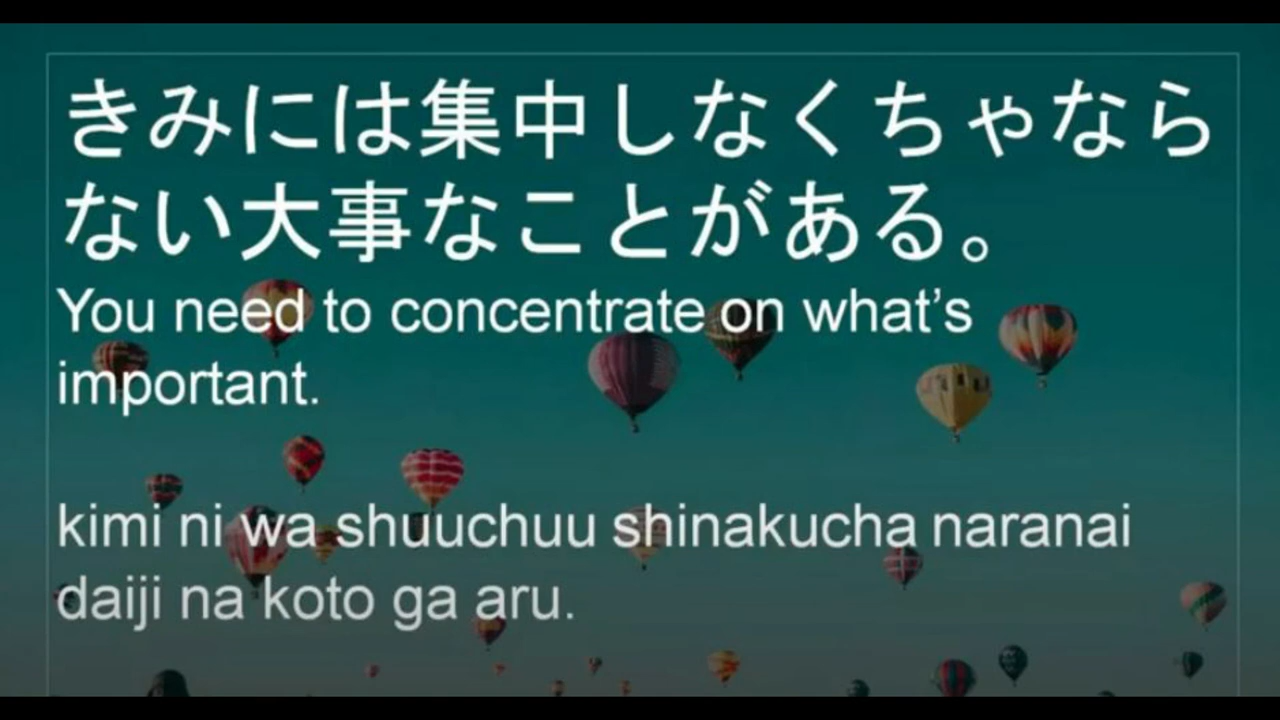 きみには集中しなくちゃなら
ない大事なことがある。
You need to concentrate on what’s
important.
kimi ni wa shuuchuu shinakucha naranai
daiji na koto ga aru.